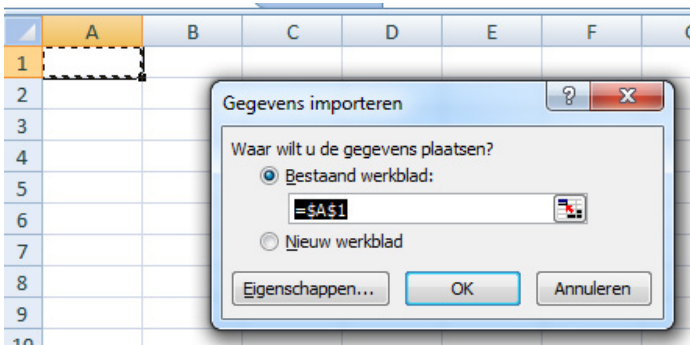 A B C D E F
1
2
3
4
5
6
7
8
9
10
Gegevens importeren
Waar wilt u de gegevens plaatsen?
Bestaand werkblad:
=$A$1
Nieuw werkblad
Eigenschappen... OK Annuleren